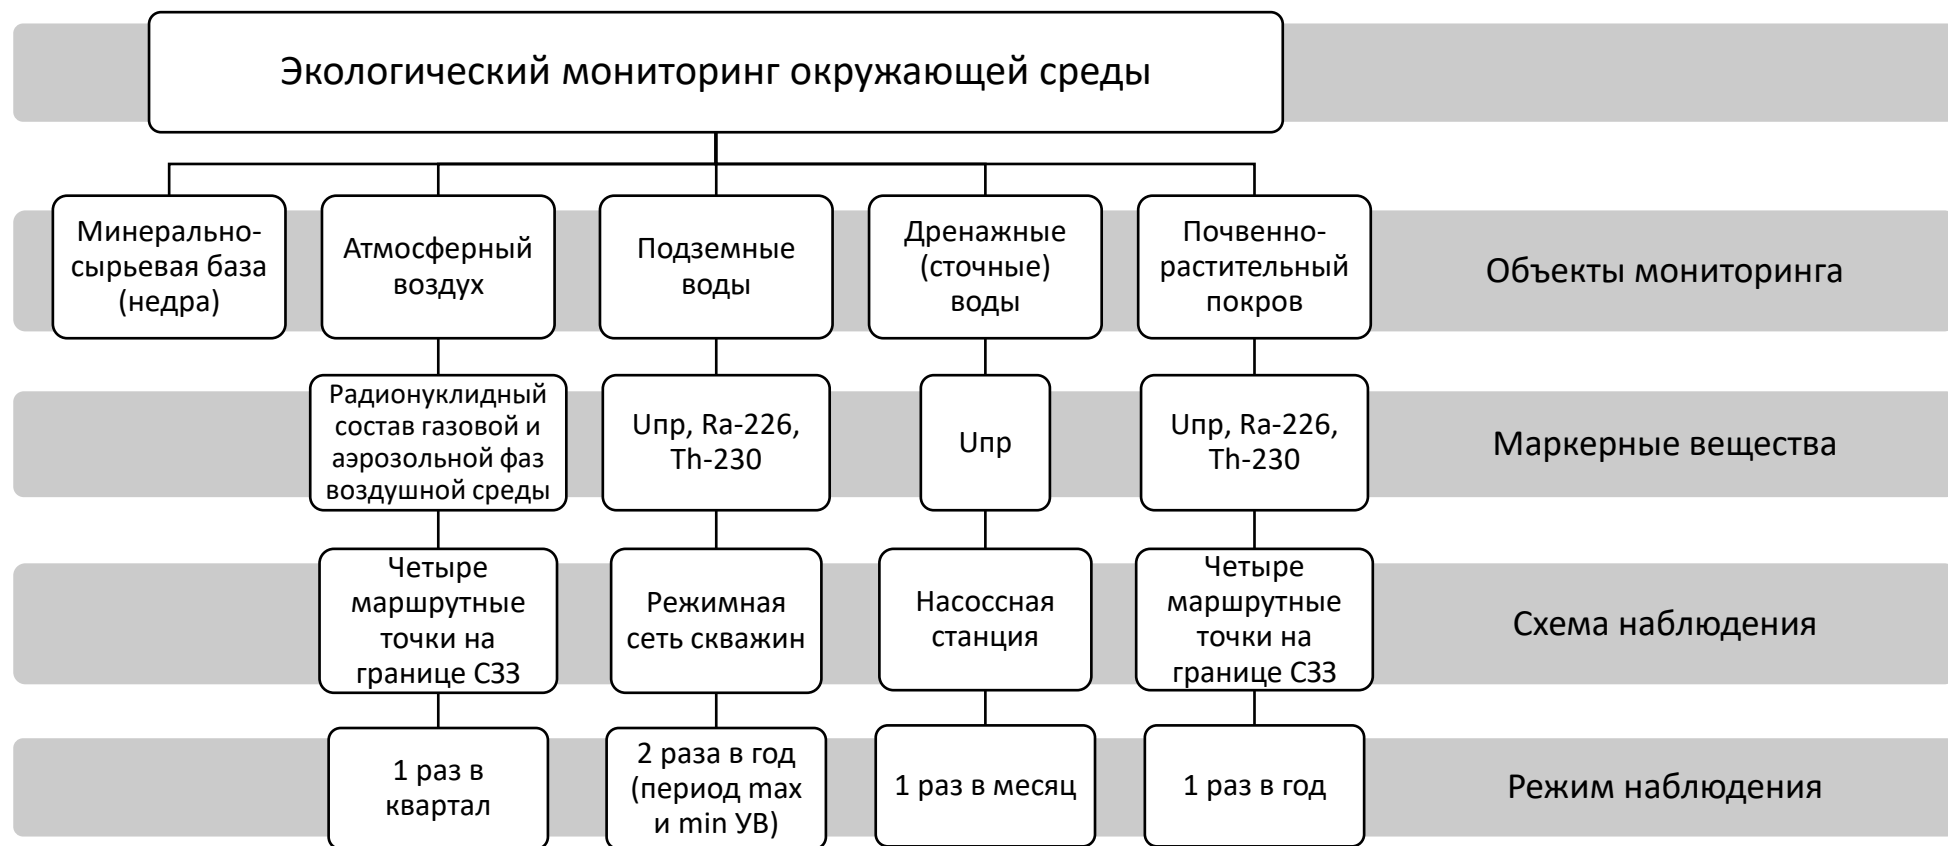 Экологический мониторинг окружающей среды
Минерально-
сырьевая база
(недра)
Атмосферный
воздух
Подземные
воды
Дренажные
(сточные)
воды
Почвенно-
растительный
покров
Объекты мониторинга
Радионуклидный
состав газовой и
аэрозольной фаз
воздушной среды
Uпр, Ra-226,
Th-230
Uпр
Uпр, Ra-226,
Th-230
Маркерные вещества
Четыре
маршрутные
точки на
границе СЗЗ
Режимная
сеть скважин
Насоссная
станция
Четыре
маршрутные
точки на
границе СЗЗ
Схема наблюдения
1 раз в
квартал
2 раза в год
(период max
и min УВ)
1 раз в месяц
1 раз в год
Режим наблюдения